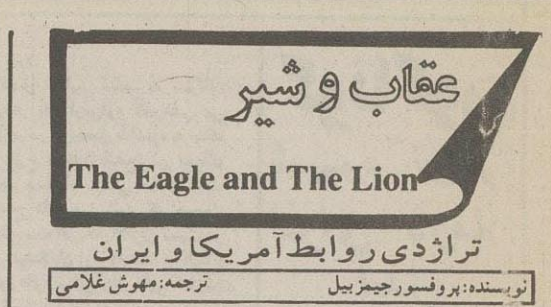 عقاب و شیر
The Eagle and The Lion
تراژدی روابط آمریکا و ایران
نویسنده: پروفسور جیمز بیل ترجمه: مهوش غلامی